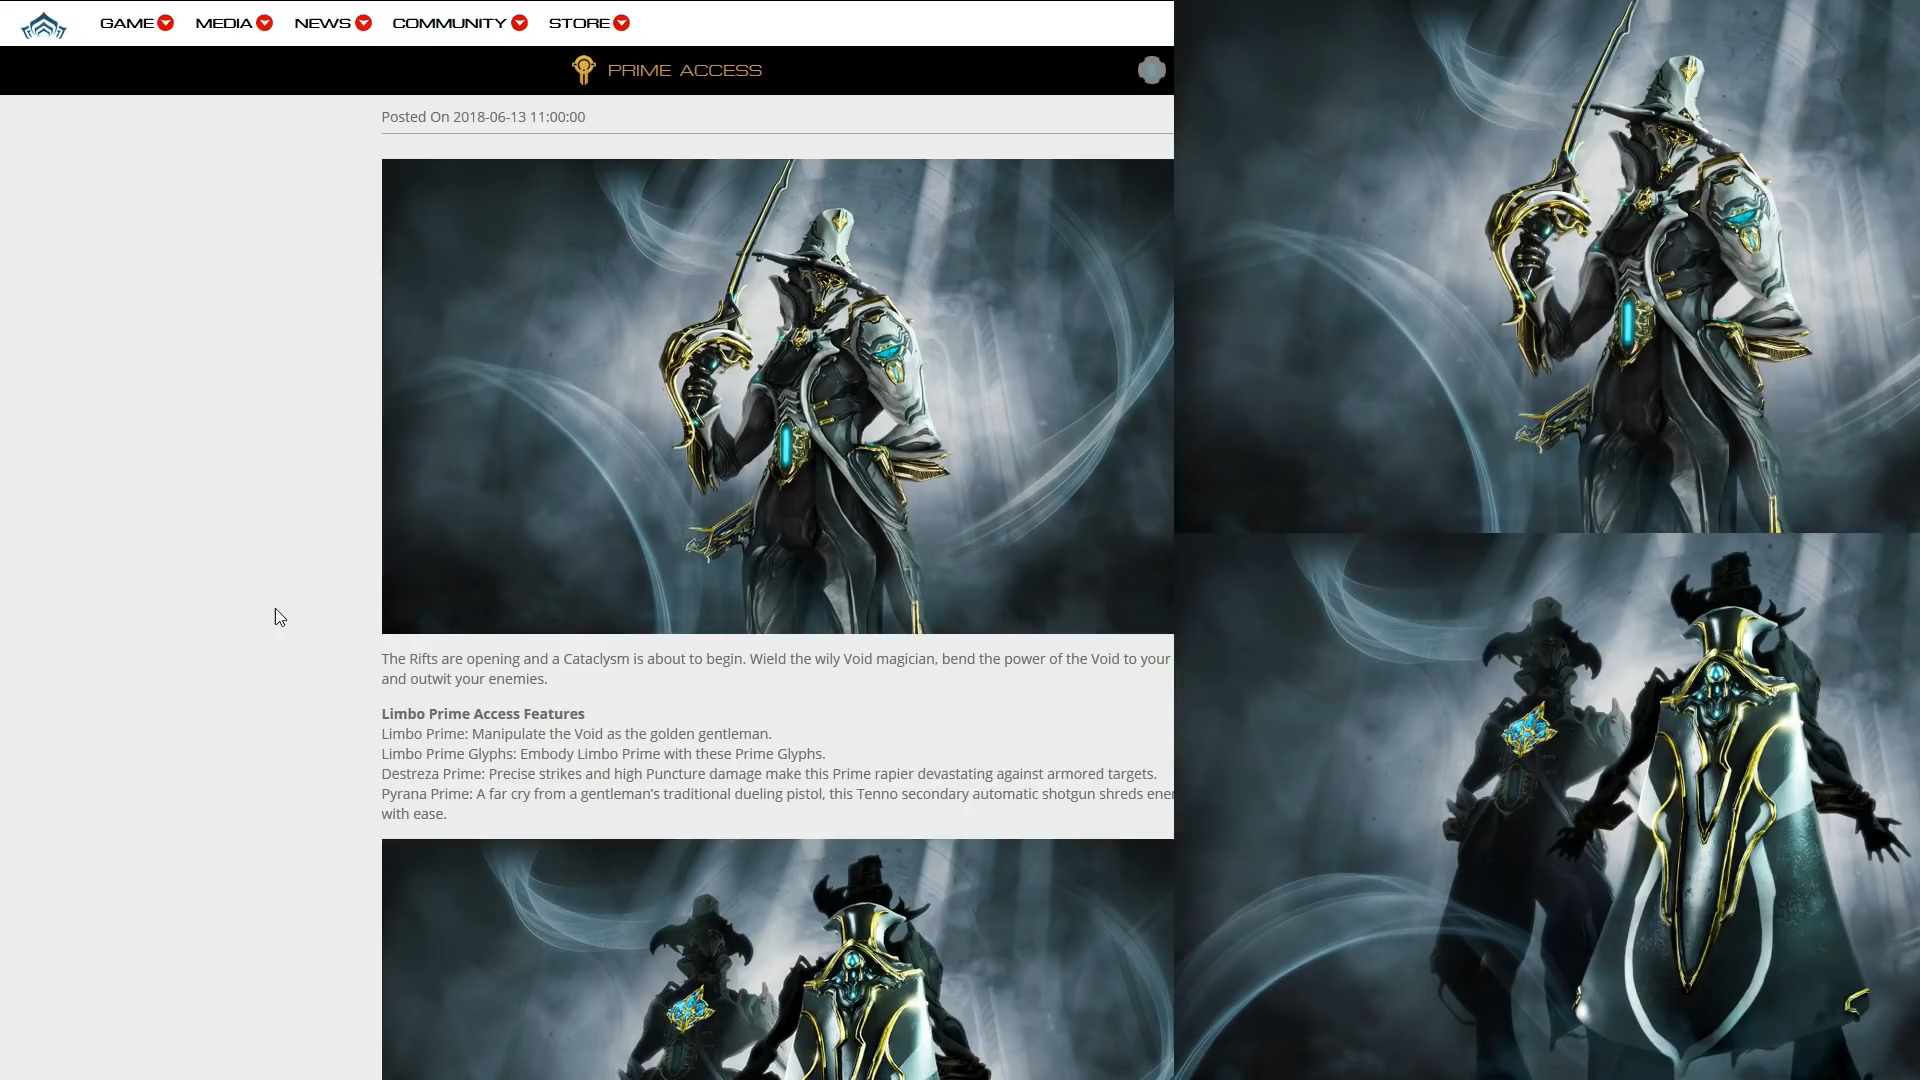 GAME MEDIA NEWS COMMUNITY STORE
PRIME ACCESS
Posted On 2018-06-13 11:00:00
The Rifts are opening and a Cataclysm is about to begin. Wield the wily Void magician, bend the power of the Void to your
and outwit your enemies.
Limbo Prime Access Features
Limbo Prime: Manipulate the Void as the golden gentleman.
Limbo Prime Glyphs: Embody Limbo Prime with these Prime Glyphs.
Destreza Prime: Precise strikes and high Puncture damage make this Prime rapier devastating against armored targets.
Pyrana Prime: A far cry from a gentleman's traditional dueling pistol, this Tenno secondary automatic shotgun shreds
with ease.